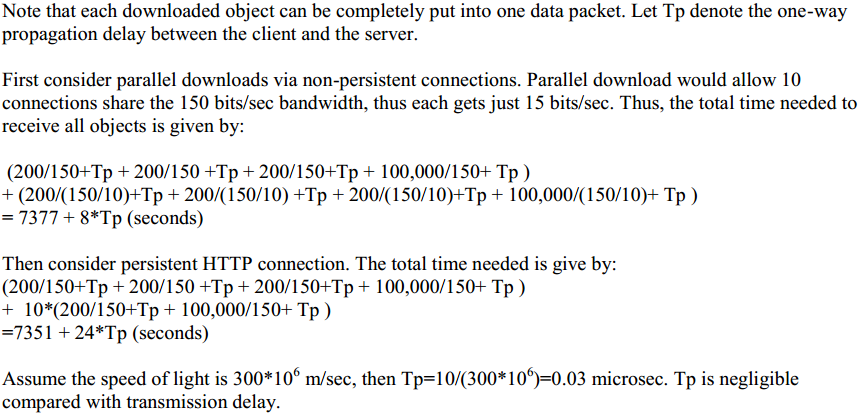 Note that each downloaded object can be completely put into one data packet. Let Tp denote the one-way
propagation delay between the client and the server.
First consider parallel downloads via non-persistent connections. Parallel download would allow 10
connections share the 150 bits/sec bandwidth, thus each gets just 15 bits/sec. Thus, the total time needed to
receive all objects is given by:
(200/150+Tp + 200/150 +Tp + 200/150+Tp + 100,000/150+ Tp )
+ (200/(150/10)+Tp + 200/(150/10) +Tp + 200/(150/10)+Tp + 100,000/(150/10)+ Tp )
= 7377 + 8*Tp (seconds)
Then consider persistent HTTP connection. The total time needed is give by:
(200/150+Tp + 200/150 +Tp + 200/150+Tp + 100,000/150+ Tp )
+ 10*(200/150+Tp + 100,000/150+ Tp )
=7351 + 24*Tp (seconds)
Assume the speed of light is 300*10⁶ m/sec, then Tp=10/(300*10⁶)=0.03 microsec. Tp is negligible
compared with transmission delay.